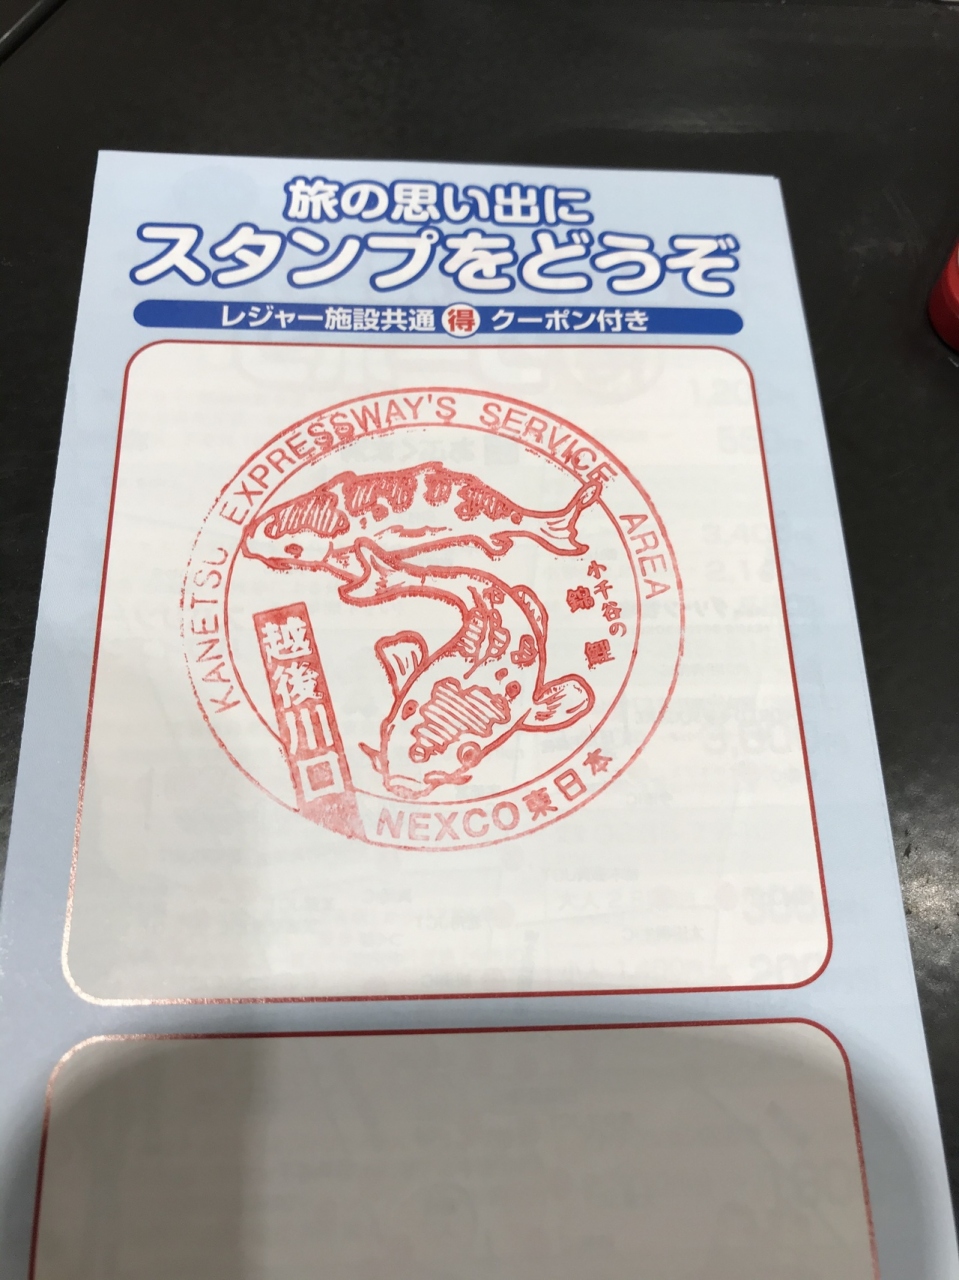 旅の思い出に
スタンプをどうぞ
レジャー施設共通 得 クーポン付き
KANETSU EXPRESSWAY'S SERVICE AREA
小千谷の
錦鯉
越後川口
NEXCO東日本